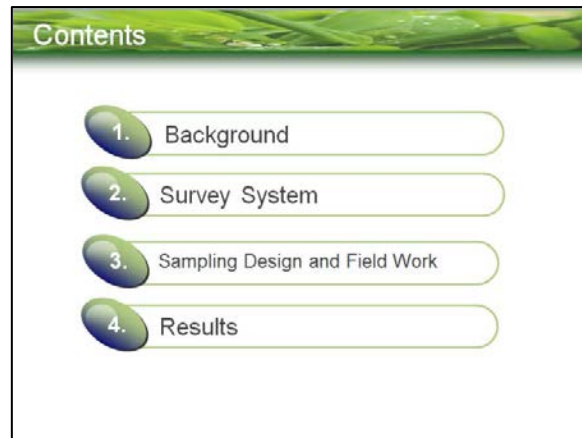 Contents
1. Background
2. Survey System
3. Sampling Design and Field Work
4. Results